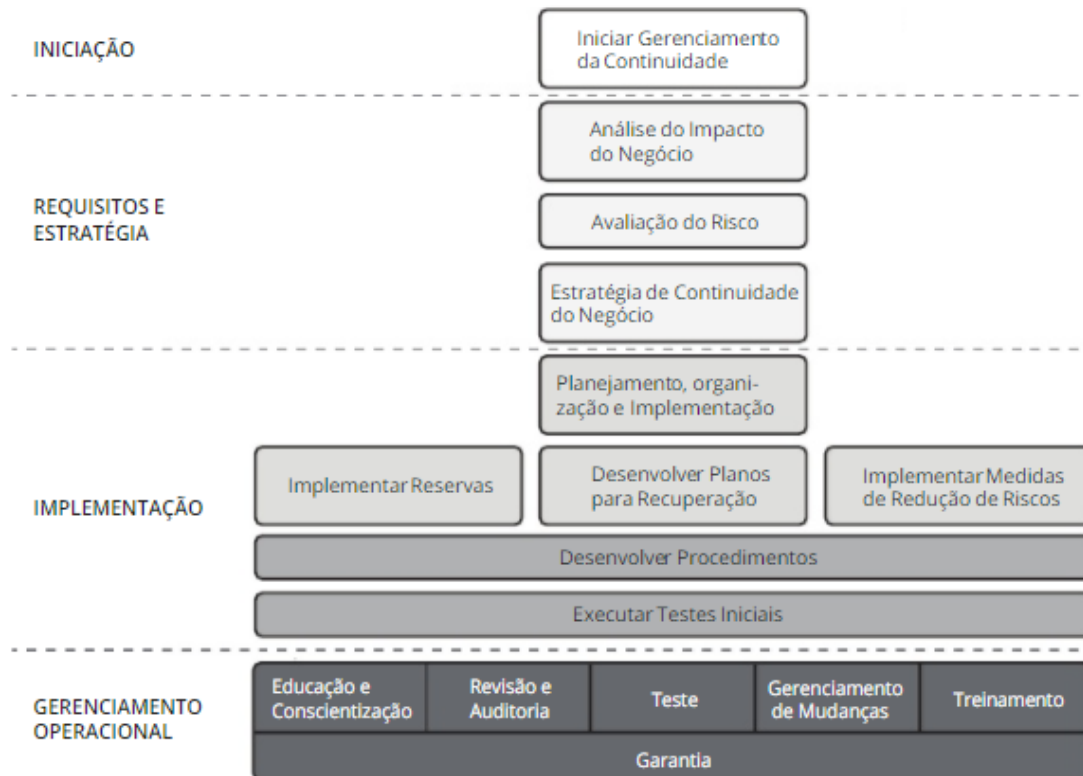 INICIAÇÃO
Iniciar Gerenciamento
da Continuidade
Análise do Impacto
do Negócio
REQUISITOS E
ESTRATÉGIA
Avaliação do Risco
Estratégia de Continuidade
do Negócio
Planejamento, organi-
zação e Implementação
IMPLEMENTAÇÃO
Implementar Reservas
Desenvolver Planos
para Recuperação
Implementar Medidas
de Redução de Riscos
Desenvolver Procedimentos
Executar Testes Iniciais
GERENCIAMENTO
OPERACIONAL
Educação e
Conscientização
Revisão e
Auditoria
Teste
Gerenciamento
de Mudanças
Treinamento
Garantia